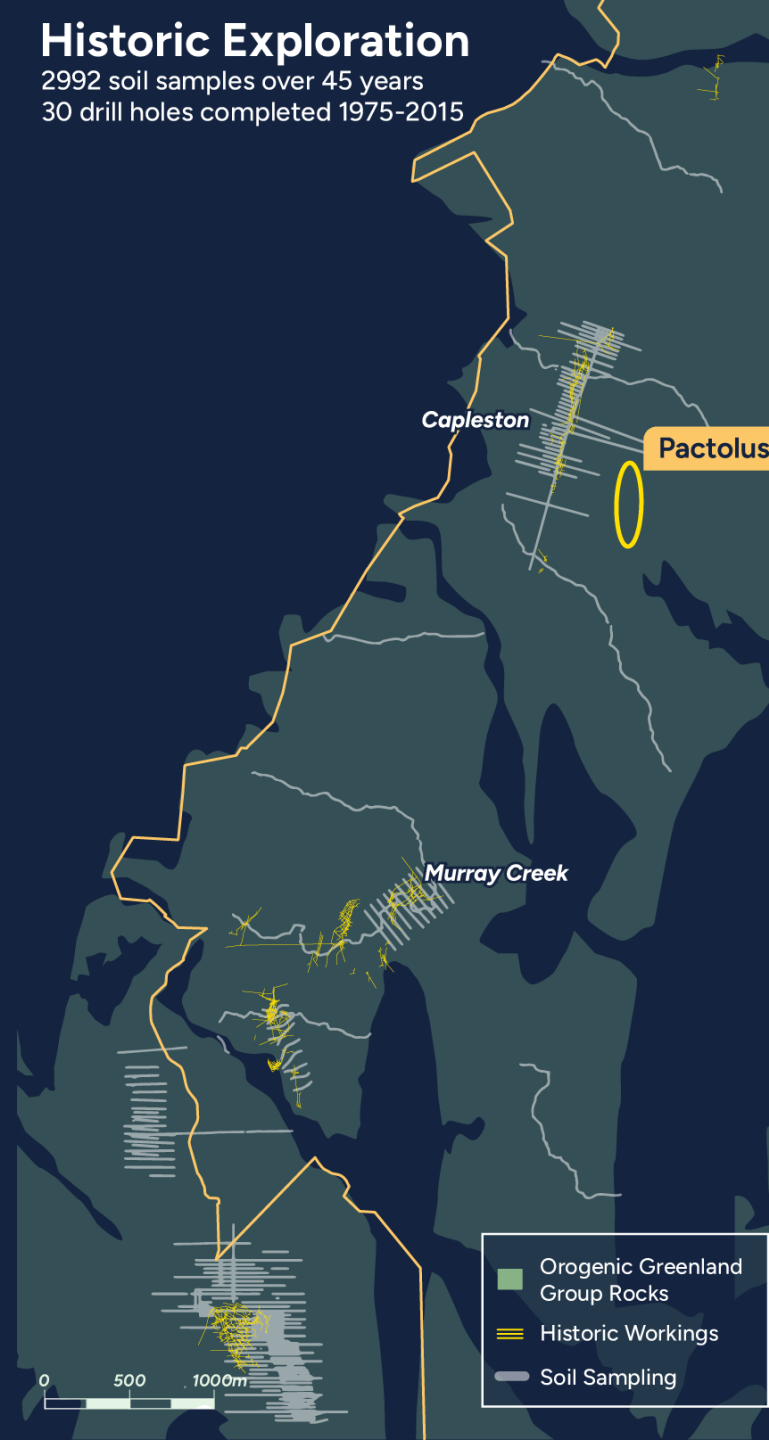 Historic Exploration
2992 soil samples over 45 years
30 drill holes completed 1975-2015
Capleston
Pactolus
Murray Creek
Orogenic Greenland
Group Rocks
Historic Workings
Soil Sampling
0 500 1000m